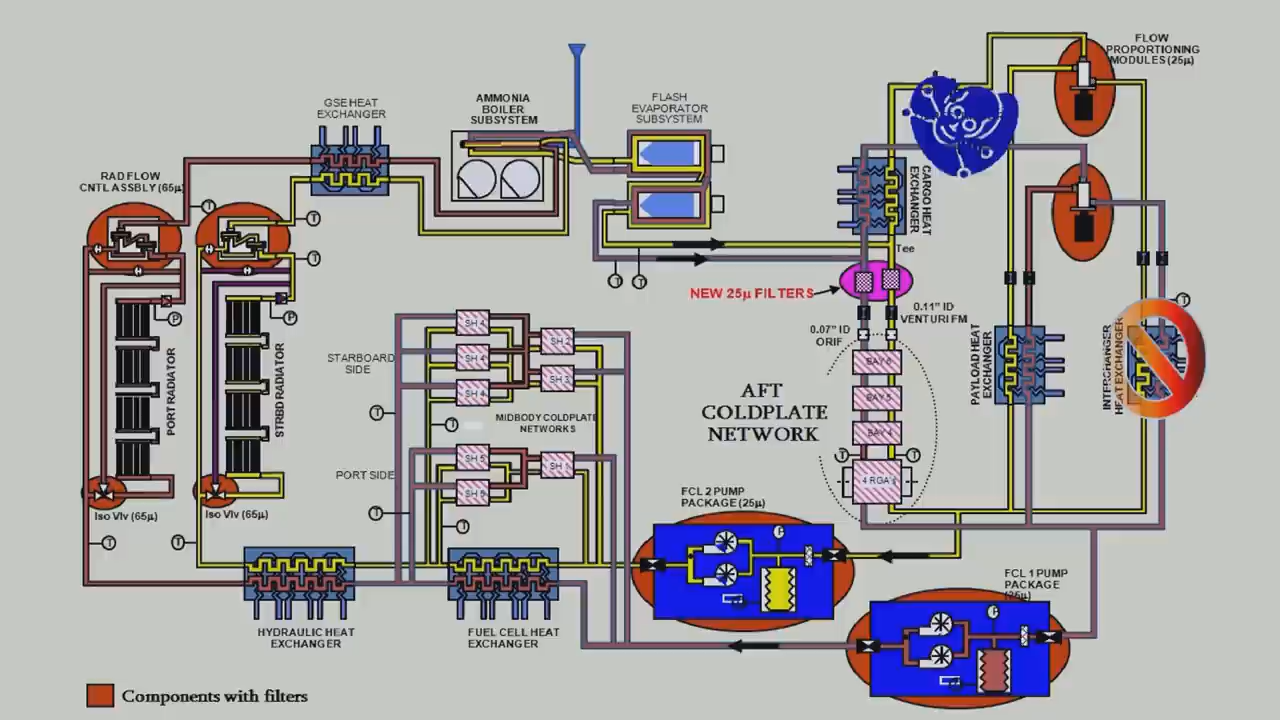 FLOW
PROPORTIONING
MODULES (25µ)
GSE HEAT
EXCHANGER
AMMONIA
BOILER
SUBSYSTEM
FLASH
EVAPORATOR
SUBSYSTEM
RAD FLOW
CNTL ASSBLY (65µ)
T
T
T
P
P
PORT RADIATOR
STRBD RADIATOR
Iso Vlv (65µ)
Iso Vlv (65µ)
T
T
CARGO HEAT
EXCHANGER
Tee
T
T
NEW 25µ FILTERS
0.11" ID
VENTURI FM
0.07" ID
ORIF
T
PAYLOAD HEAT
EXCHANGER
INTERCHANGER
HEAT EXCHANGER
STARBOARD
SIDE
SH 4
SH 4
SH 4
SH 2
SH 3
T
T
MIDBODY COLDPLATE
NETWORKS
PORT SIDE
SH 5
SH 5
SH 1
T
T
AFT
COLDPLATE
NETWORK
BAY 6
BAY 5
BAY 4
T
T
4 RGA's
FCL 2 PUMP
PACKAGE (25µ)
P
FCL 1 PUMP
PACKAGE
(25µ)
P
HYDRAULIC HEAT
EXCHANGER
FUEL CELL HEAT
EXCHANGER
Components with filters